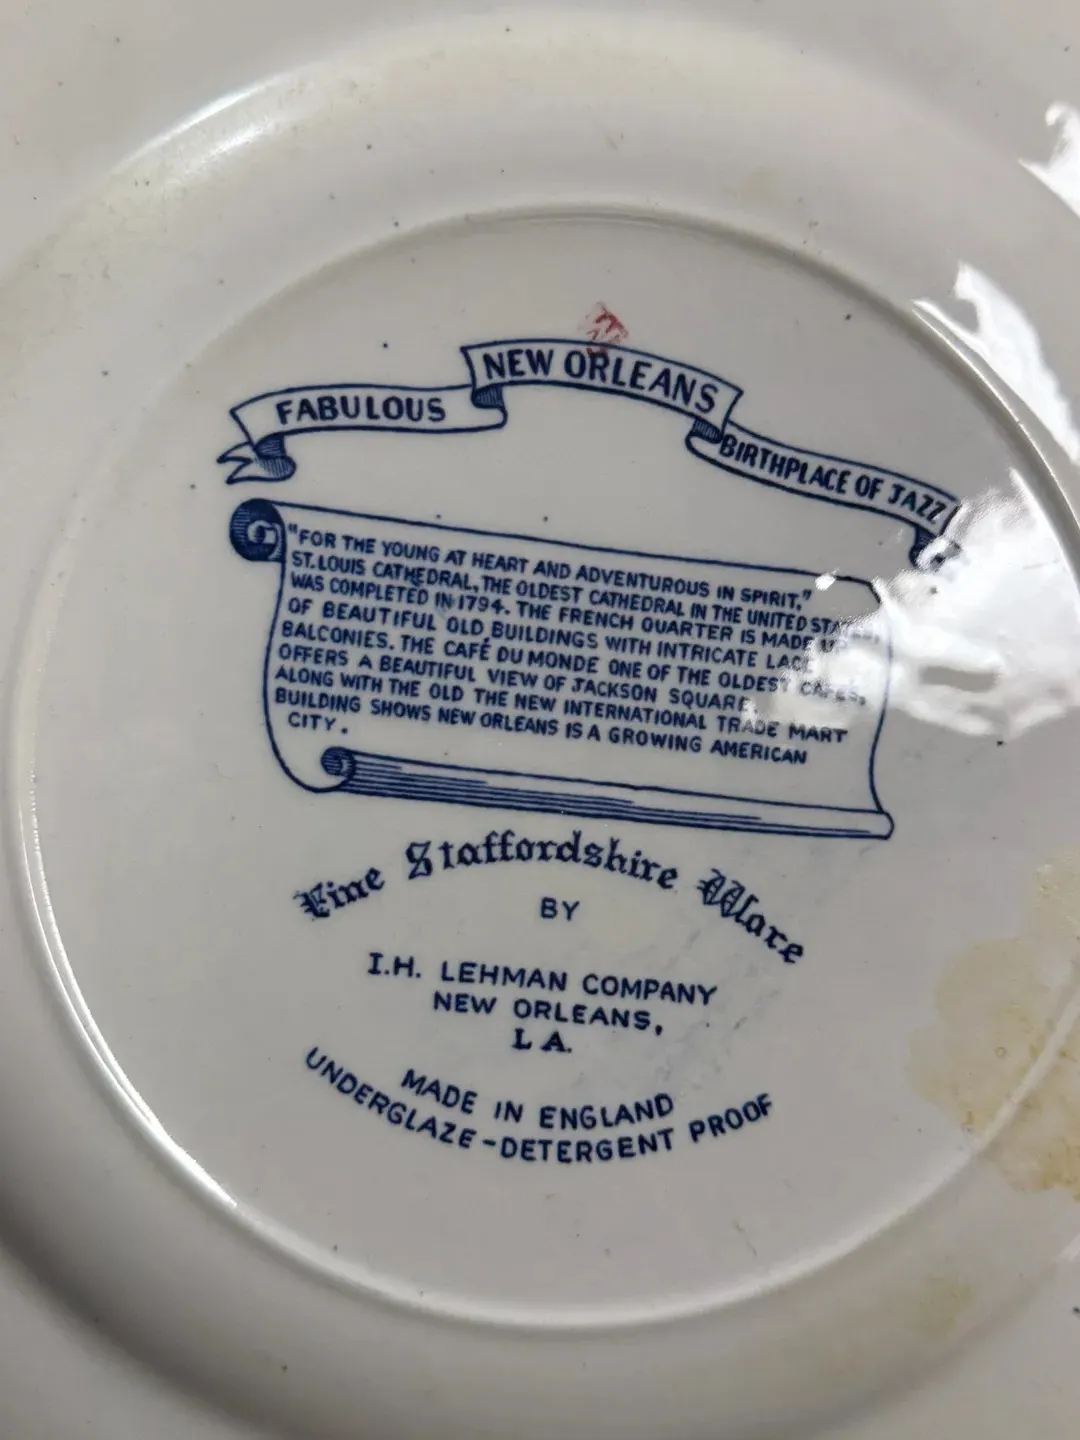 FABULOUS NEW ORLEANS BIRTHPLACE OF JAZZ
"FOR THE YOUNG AT HEART AND ADVENTUROUS IN SPIRIT,"
ST. LOUIS CATHEDRAL, THE OLDEST CATHEDRAL IN THE UNITED STATES,
WAS COMPLETED IN 1794. THE FRENCH QUARTER IS MADE UP
OF BEAUTIFUL OLD BUILDINGS WITH INTRICATE LACE
BALCONIES. THE CAFÉ DU MONDE ONE OF THE OLDEST CAFES,
OFFERS A BEAUTIFUL VIEW OF JACKSON SQUARE.
ALONG WITH THE OLD THE NEW INTERNATIONAL TRADE MART
BUILDING SHOWS NEW ORLEANS IS A GROWING AMERICAN
CITY.
Fine Staffordshire Ware
BY
I.H. LEHMAN COMPANY
NEW ORLEANS,
LA.
MADE IN ENGLAND
UNDERGLAZE-DETERGENT PROOF